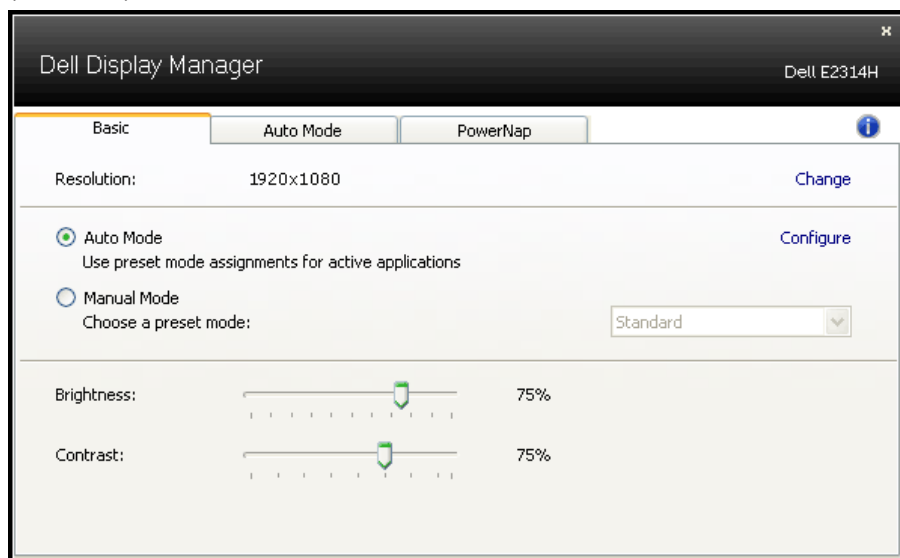 x
Dell Display Manager
Dell E2314H
Basic Auto Mode PowerNap i
Resolution: 1920x1080 Change
Auto Mode Configure
Use preset mode assignments for active applications
Manual Mode
Choose a preset mode: Standard
Brightness: 75%
Contrast: 75%